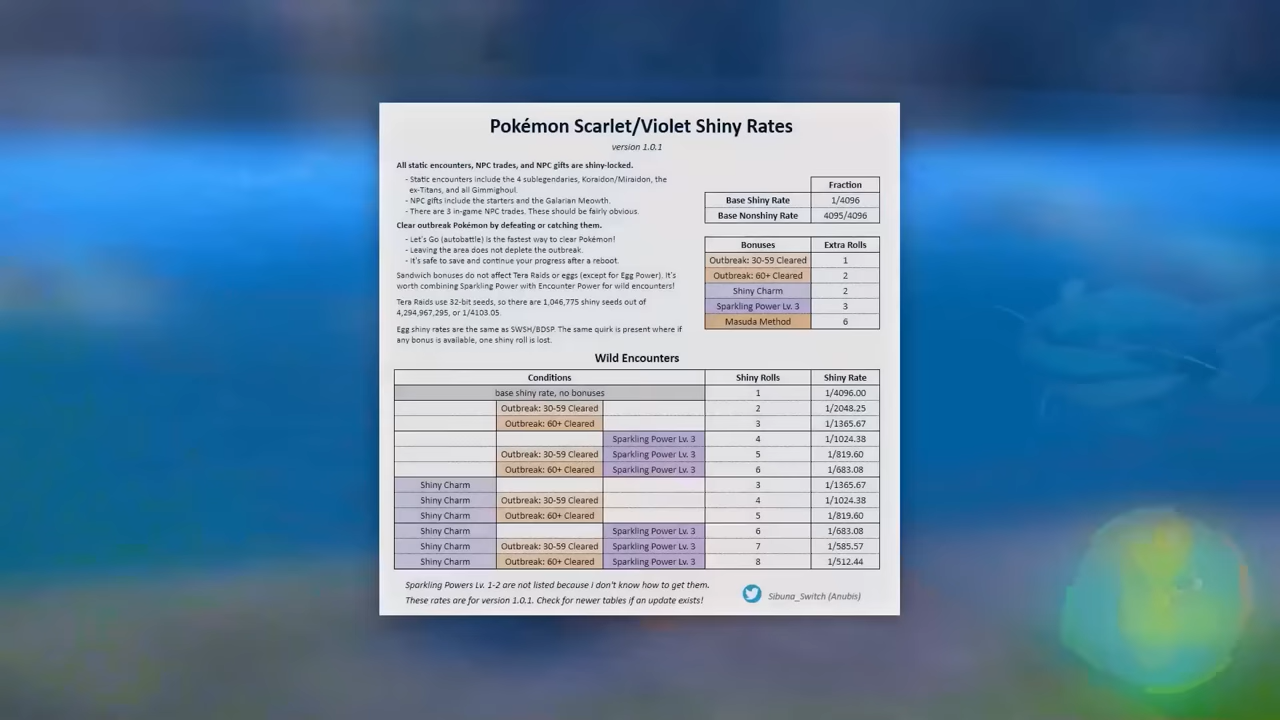 Pokémon Scarlet/Violet Shiny Rates
version 1.0.1
All static encounters, NPC trades, and NPC gifts are shiny-locked.
- Static encounters include the 4 sublegendaries, Koraidon/Miraidon, the
ex-Titans, and all Gimmighoul.
- NPC gifts include the starters and the Galarian Meowth.
- There are 3 in-game NPC trades. These should be fairly obvious.
Clear outbreak Pokémon by defeating or catching them.
- Let's Go (autobattle) is the fastest way to clear Pokémon!
- Leaving the area does not deplete the outbreak.
- It's safe to save and continue your progress after a reboot.
Sandwich bonuses do not affect Tera Raids or eggs (except for Egg Power). It's
worth combining Sparkling Power with Encounter Power for wild encounters!
Tera Raids use 32-bit seeds, so there are 1,046,775 shiny seeds out of
4,294,967,295, or 1/4103.05.
Egg shiny rates are the same as SWSH/BDSP. The same quirk is present where if
any bonus is available, one shiny roll is lost.
Fraction
Base Shiny Rate 1/4096
Base Nonshiny Rate 4095/4096
Bonuses Extra Rolls
Outbreak: 30-59 Cleared 1
Outbreak: 60+ Cleared 2
Shiny Charm 2
Sparkling Power Lv. 3 3
Masuda Method 6
Wild Encounters
Conditions Shiny Rolls Shiny Rate
base shiny rate, no bonuses 1 1/4096.00
Outbreak: 30-59 Cleared 2 1/2048.25
Outbreak: 60+ Cleared 3 1/1365.67
Sparkling Power Lv. 3 4 1/1024.38
Outbreak: 30-59 Cleared Sparkling Power Lv. 3 5 1/819.60
Outbreak: 60+ Cleared Sparkling Power Lv. 3 6 1/683.08
Shiny Charm 3 1/1365.67
Shiny Charm Outbreak: 30-59 Cleared 4 1/1024.38
Shiny Charm Outbreak: 60+ Cleared 5 1/819.60
Shiny Charm Sparkling Power Lv. 3 6 1/683.08
Shiny Charm Outbreak: 30-59 Cleared Sparkling Power Lv. 3 7 1/585.57
Shiny Charm Outbreak: 60+ Cleared Sparkling Power Lv. 3 8 1/512.44
Sparkling Powers Lv. 1-2 are not listed because i don't know how to get them.
These rates are for version 1.0.1. Check for newer tables if an update exists!
Sibuna_Switch (Anubis)